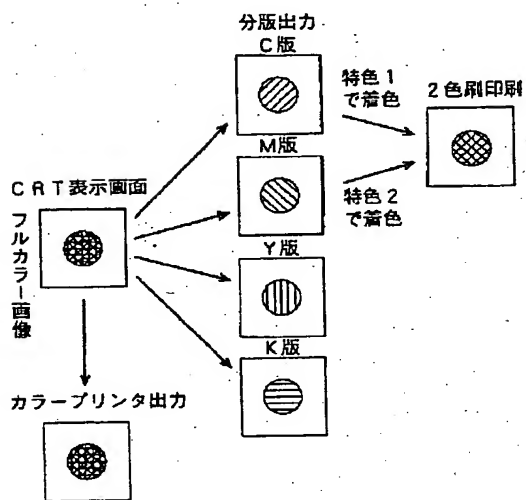 分版出力
C版
特色1
で着色
2色刷印刷
M版
特色2
で着色
CRT表示画面
フルカラー画像
Y版
K版
カラープリンタ出力